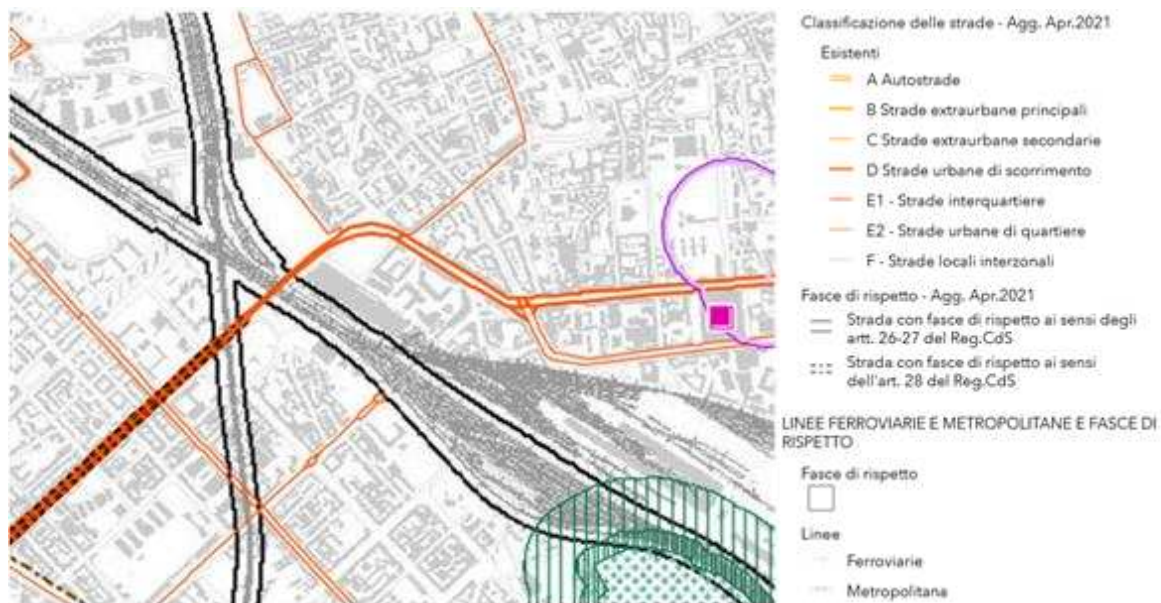 Classificazione delle strade - Agg. Apr.2021
Esistenti
A Autostrade
B Strade extraurbane principali
C Strade extraurbane secondarie
D Strade urbane di scorrimento
E1 - Strade interquartiere
E2 - Strade urbane di quartiere
F - Strade locali interzonali
Fasce di rispetto - Agg. Apr.2021
Strada con fasce di rispetto ai sensi degli
artt. 26-27 del Reg.CdS
Strada con fasce di rispetto ai sensi
dell'art. 28 del Reg.CdS
LINEE FERROVIARIE E METROPOLITANE E FASCE DI
RISPETTO
Fasce di rispetto
Linee
Ferroviarie
Metropolitana